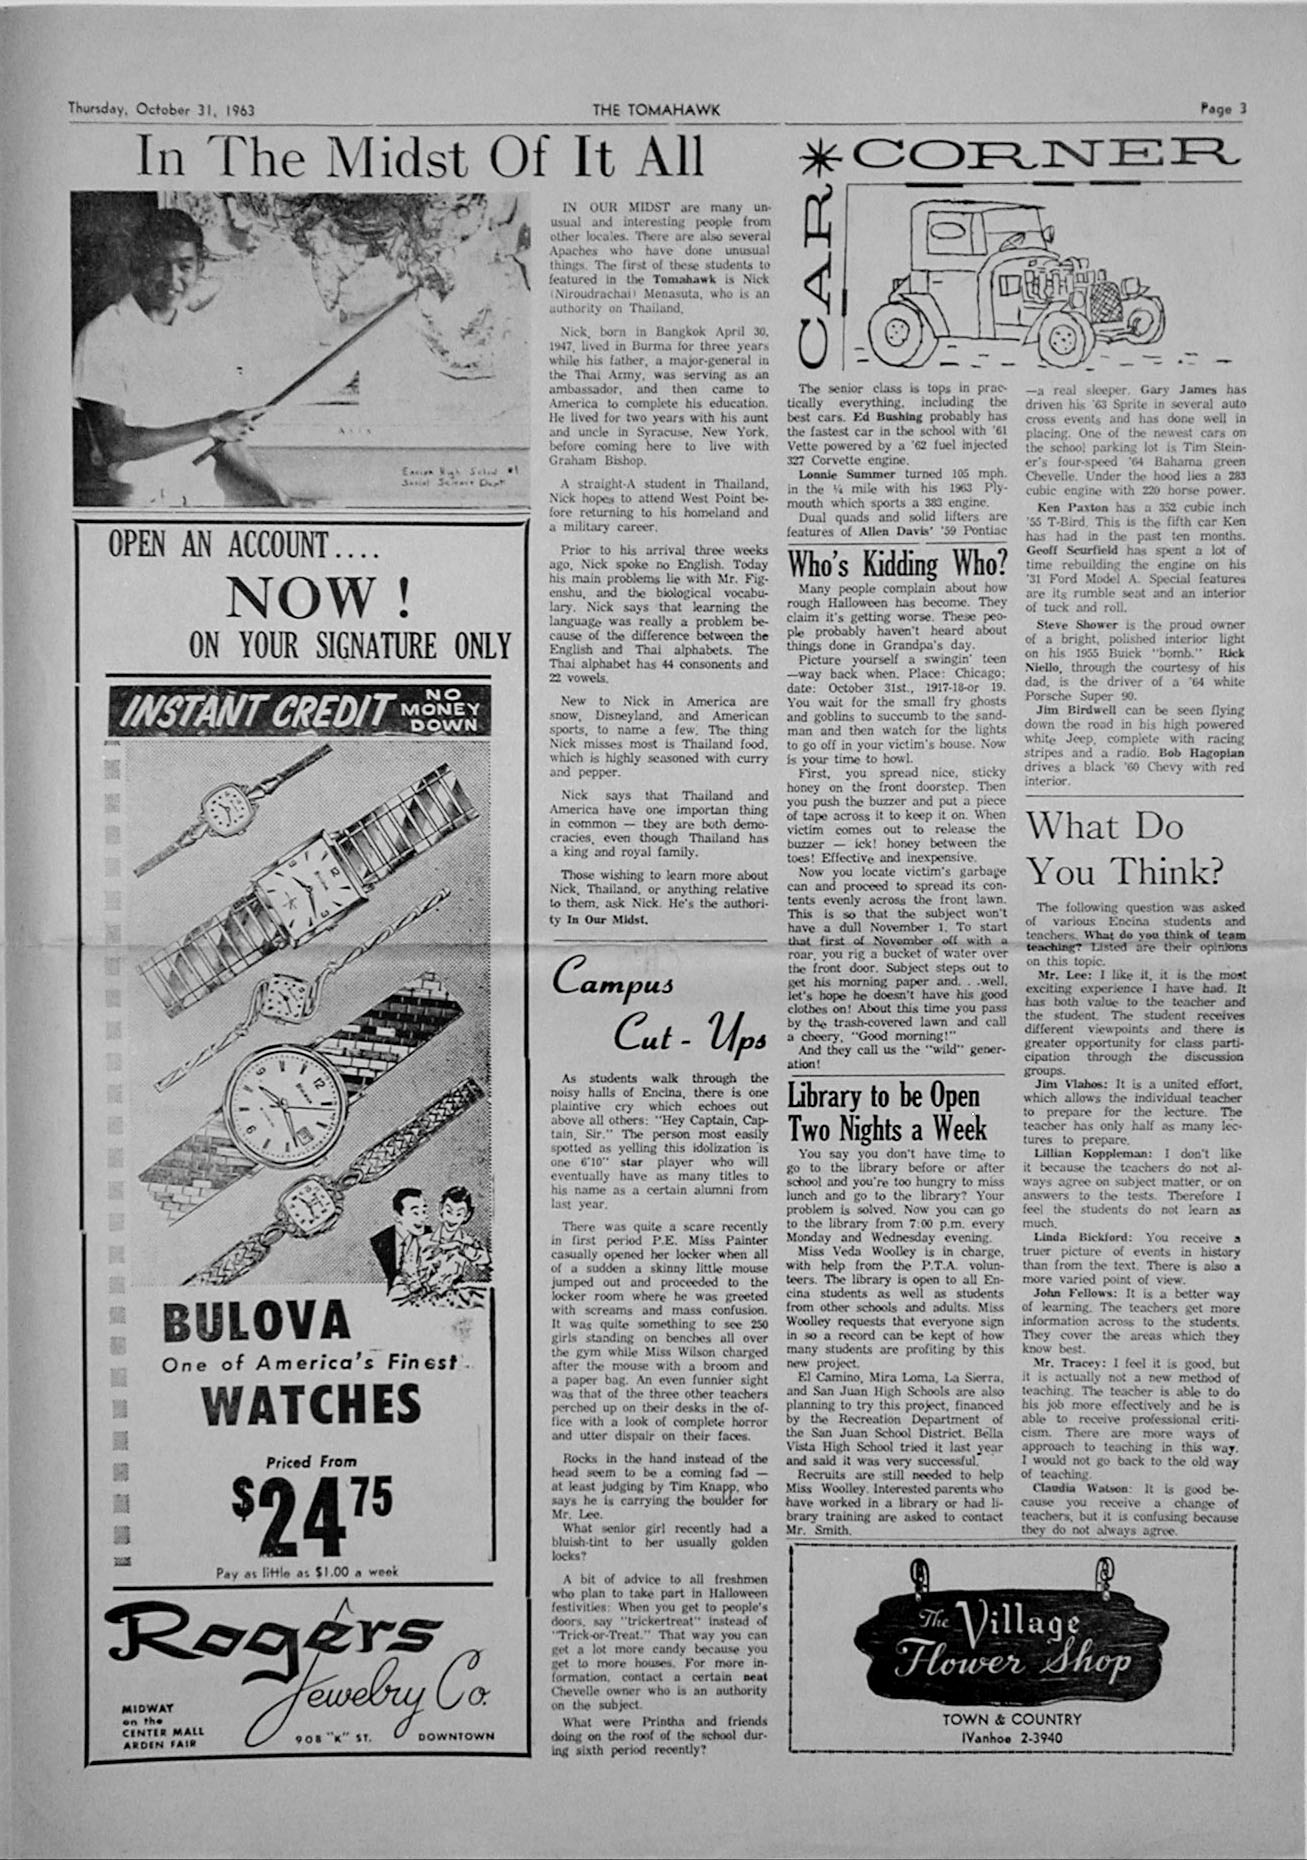 Thursday, October 31, 1963
THE TOMAHAWK
Page 3
In The Midst Of It All
Encina High School #1
Social Science Dept
IN OUR MIDST are many un-
usual and interesting people from
other locales. There are also several
Apaches who have done unusual
things. The first of these students to
featured in the Tomahawk is Nick
(Niroudrachai) Menasuta, who is an
authority on Thailand.
Nick, born in Bangkok April 30,
1947, lived in Burma for three years
while his father, a major-general in
the Thai Army, was serving as an
ambassador, and then came to
America to complete his education.
He lived for two years with his aunt
and uncle in Syracuse, New York,
before coming here to live with
Graham Bishop.
A straight-A student in Thailand,
Nick hopes to attend West Point be-
fore returning to his homeland and
a military career.
Prior to his arrival three weeks
ago, Nick spoke no English. Today
his main problems lie with Mr. Fig-
enshu, and the biological vocabu-
lary. Nick says that learning the
language was really a problem be-
cause of the difference between the
English and Thai alphabets. The
Thai alphabet has 44 consonents and
22 vowels.
New to Nick in America are
snow, Disneyland, and American
sports, to name a few. The thing
Nick misses most is Thailand food,
which is highly seasoned with curry
and pepper.
Nick says that Thailand and
America have one importan thing
in common — they are both demo-
cracies, even though Thailand has
a king and royal family.
Those wishing to learn more about
Nick, Thailand, or anything relative
to them, ask Nick. He's the authori-
ty In Our Midst.
Campus
Cut - Ups
As students walk through the
noisy halls of Encina, there is one
plaintive cry which echoes out
above all others: "Hey Captain, Cap-
tain, Sir." The person most easily
spotted as yelling this idolization is
one 6'10" star player who will
eventually have as many titles to
his name as a certain alumni from
last year.
There was quite a scare recently
in first period P.E. Miss Painter
casually opened her locker when all
of a sudden a skinny little mouse
jumped out and proceeded to the
locker room where he was greeted
with screams and mass confusion.
It was quite something to see 250
girls standing on benches all over
the gym while Miss Wilson charged
after the mouse with a broom and
a paper bag. An even funnier sight
was that of the three other teachers
perched up on their desks in the of-
fice with a look of complete horror
and utter dispair on their faces.
Rocks in the hand instead of the
head seem to be a coming fad —
at least judging by Tim Knapp, who
says he is carrying the boulder for
Mr. Lee.
What senior girl recently had a
bluish-tint to her usually golden
locks?
A bit of advice to all freshmen
who plan to take part in Halloween
festivities: When you get to people's
doors, say "trickertreat" instead of
"Trick-or-Treat." That way you can
get a lot more candy because you
get to more houses. For more in-
formation, contact a certain neat
Chevelle owner who is an authority
on the subject.
What were Printha and friends
doing on the roof of the school dur-
ing sixth period recently?
CAR * CORNER
The senior class is tops in prac-
tically everything, including the
best cars. Ed Bushing probably has
the fastest car in the school with '61
Vette powered by a '62 fuel injected
327 Corvette engine.
Lonnie Summer turned 105 mph.
in the ¼ mile with his 1963 Ply-
mouth which sports a 383 engine.
Dual quads and solid lifters are
features of Allen Davis' '59 Pontiac
—a real sleeper. Gary James has
driven his '63 Sprite in several auto
cross events and has done well in
placing. One of the newest cars on
the school parking lot is Tim Stein-
er's four-speed '64 Bahama green
Chevelle. Under the hood lies a 283
cubic engine with 220 horse power.
Ken Paxton has a 352 cubic inch
'55 T-Bird. This is the fifth car Ken
has had in the past ten months.
Geoff Scurfield has spent a lot of
time rebuilding the engine on his
'31 Ford Model A. Special features
are its rumble seat and an interior
of tuck and roll.
Steve Shower is the proud owner
of a bright, polished interior light
on his 1955 Buick "bomb." Rick
Niello, through the courtesy of his
dad, is the driver of a '64 white
Porsche Super 90.
Jim Birdwell can be seen flying
down the road in his high powered
white Jeep, complete with racing
stripes and a radio. Bob Hagopian
drives a black '60 Chevy with red
interior.
Who's Kidding Who?
Many people complain about how
rough Halloween has become. They
claim it's getting worse. These peo-
ple probably haven't heard about
things done in Grandpa's day.
Picture yourself a swingin' teen
—way back when. Place: Chicago;
date: October 31st., 1917-18-or 19.
You wait for the small fry ghosts
and goblins to succumb to the sand-
man and then watch for the lights
to go off in your victim's house. Now
is your time to howl.
First, you spread nice, sticky
honey on the front doorstep. Then
you push the buzzer and put a piece
of tape across it to keep it on. When
victim comes out to release the
buzzer — ick! honey between the
toes! Effective and inexpensive.
Now you locate victim's garbage
can and proceed to spread its con-
tents evenly across the front lawn.
This is so that the subject won't
have a dull November 1. To start
that first of November off with a
roar, you rig a bucket of water over
the front door. Subject steps out to
get his morning paper and. . .well,
let's hope he doesn't have his good
clothes on! About this time you pass
by the trash-covered lawn and call
a cheery, "Good morning!"
And they call us the "wild" gener-
ation!
Library to be Open
Two Nights a Week
You say you don't have time to
go to the library before or after
school and you're too hungry to miss
lunch and go to the library? Your
problem is solved. Now you can go
to the library from 7:00 p.m. every
Monday and Wednesday evening.
Miss Veda Woolley is in charge,
with help from the P.T.A. volun-
teers. The library is open to all En-
cina students as well as students
from other schools and adults. Miss
Woolley requests that everyone sign
in so a record can be kept of how
many students are profiting by this
new project.
El Camino, Mira Loma, La Sierra,
and San Juan High Schools are also
planning to try this project, financed
by the Recreation Department of
the San Juan School District. Bella
Vista High School tried it last year
and said it was very successful.
Recruits are still needed to help
Miss Woolley. Interested parents who
have worked in a library or had li-
brary training are asked to contact
Mr. Smith.
What Do
You Think?
The following question was asked
of various Encina students and
teachers. What do you think of team
teaching? Listed are their opinions
on this topic.
Mr. Lee: I like it, it is the most
exciting experience I have had. It
has both value to the teacher and
the student. The student receives
different viewpoints and there is
greater opportunity for class parti-
cipation through the discussion
groups.
Jim Vlahos: It is a united effort,
which allows the individual teacher
to prepare for the lecture. The
teacher has only half as many lec-
tures to prepare.
Lillian Koppleman: I don't like
it because the teachers do not al-
ways agree on subject matter, or on
answers to the tests. Therefore I
feel the students do not learn as
much.
Linda Bickford: You receive a
truer picture of events in history
than from the text. There is also a
more varied point of view.
John Fellows: It is a better way
of learning. The teachers get more
information across to the students.
They cover the areas which they
know best.
Mr. Tracey: I feel it is good, but
it is actually not a new method of
teaching. The teacher is able to do
his job more effectively and he is
able to receive professional criti-
cism. There are more ways of
approach to teaching in this way.
I would not go back to the old way
of teaching.
Claudia Watson: It is good be-
cause you receive a change of
teachers, but it is confusing because
they do not always agree.
OPEN AN ACCOUNT....
NOW !
ON YOUR SIGNATURE ONLY
INSTANT CREDIT NO MONEY DOWN
BULOVA
One of America's Finest
WATCHES
Priced From
$24.75
Pay as little as $1.00 a week
Rogers
Jewelry Co.
MIDWAY
on the
CENTER MALL
ARDEN FAIR
908 "K" ST.
DOWNTOWN
The Village
Flower Shop
TOWN & COUNTRY
IVanhoe 2-3940